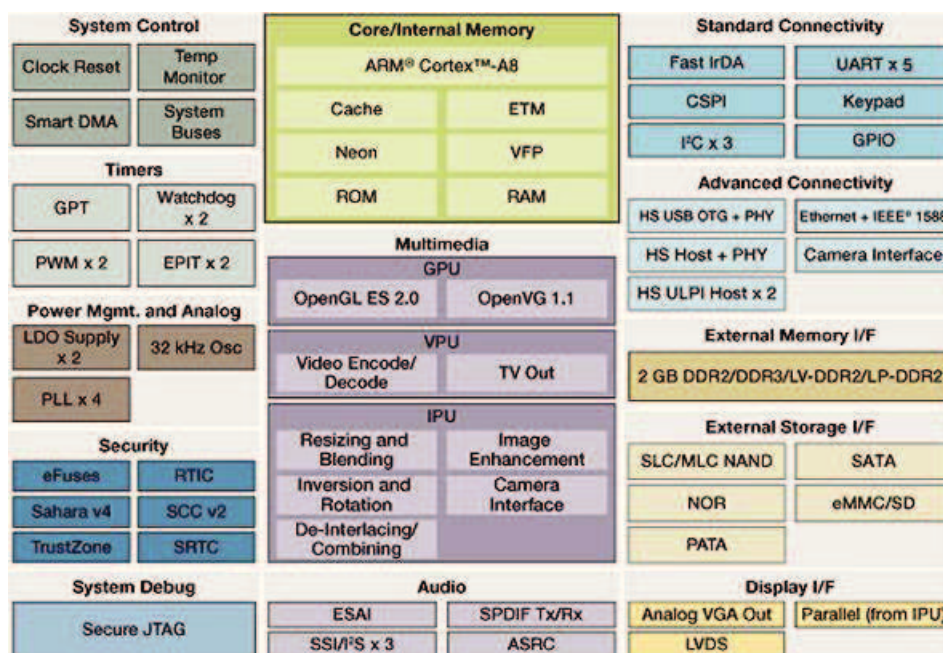 System Control
Clock Reset
Temp
Monitor
Smart DMA
System
Buses
Timers
GPT
Watchdog
x 2
PWM x 2
EPIT x 2
Power Mgmt. and Analog
LDO Supply
x 2
32 kHz Osc
PLL x 4
Security
eFuses
RTIC
Sahara v4
SCC v2
TrustZone
SRTC
System Debug
Secure JTAG
Core/Internal Memory
ARM® Cortex™-A8
Cache
ETM
Neon
VFP
ROM
RAM
Multimedia
GPU
OpenGL ES 2.0
OpenVG 1.1
VPU
Video Encode/
Decode
TV Out
IPU
Resizing and
Blending
Image
Enhancement
Inversion and
Rotation
Camera
Interface
De-Interlacing/
Combining
Audio
ESAI
SPDIF Tx/Rx
SSI/I²S x 3
ASRC
Standard Connectivity
Fast IrDA
UART x 5
CSPI
Keypad
I²C x 3
GPIO
Advanced Connectivity
HS USB OTG + PHY
Ethernet + IEEE® 1588
HS Host + PHY
Camera Interface
HS ULPI Host x 2
External Memory I/F
2 GB DDR2/DDR3/LV-DDR2/LP-DDR2
External Storage I/F
SLC/MLC NAND
SATA
NOR
eMMC/SD
PATA
Display I/F
Analog VGA Out
Parallel (from IPU)
LVDS